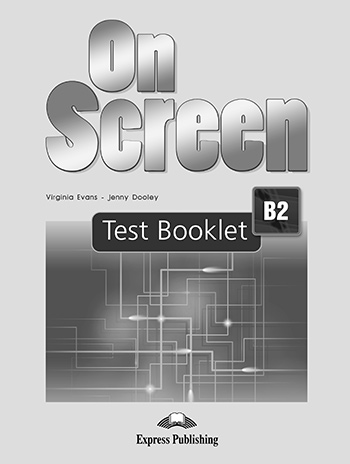 On
Screen
Virginia Evans - Jenny Dooley
B2
Test Booklet
Express Publishing